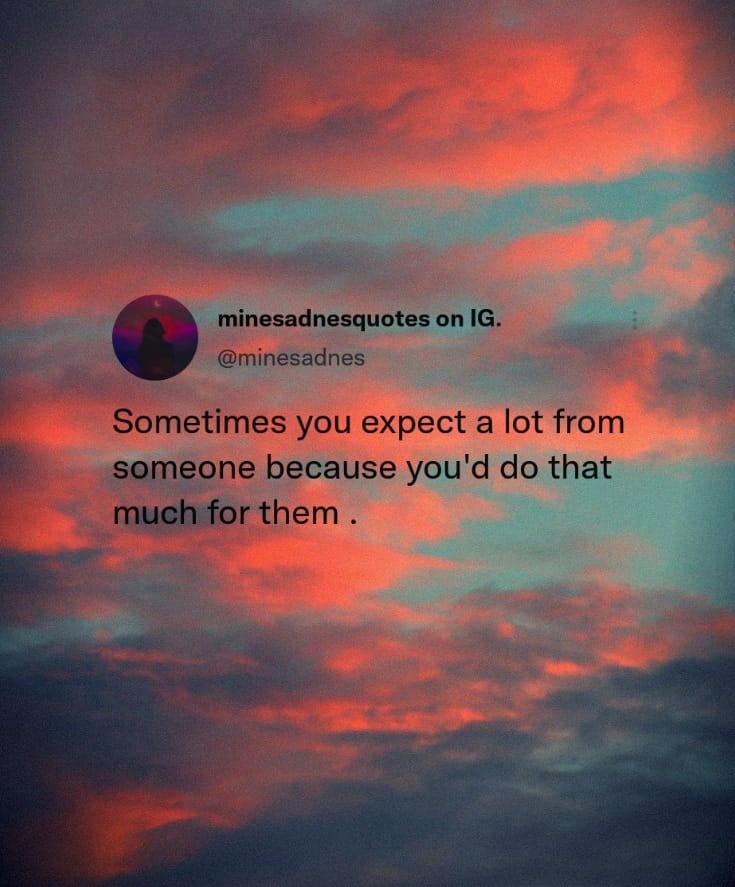 minesadnesquotes on IG.
@minesadnes
Sometimes you expect a lot from
someone because you'd do that
much for them .